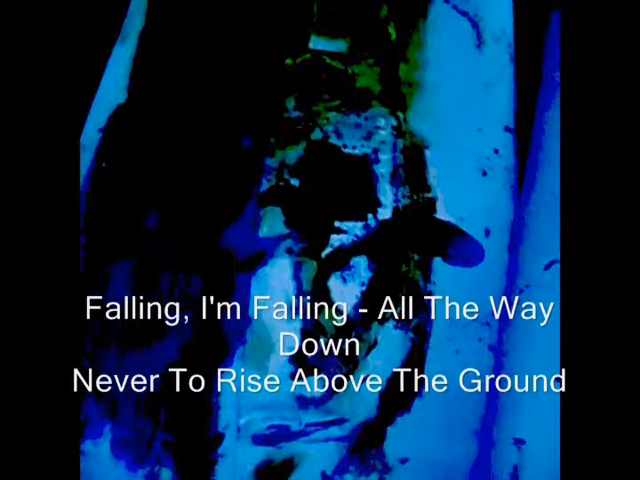 Falling, I'm Falling - All The Way
Down
Never To Rise Above The Ground